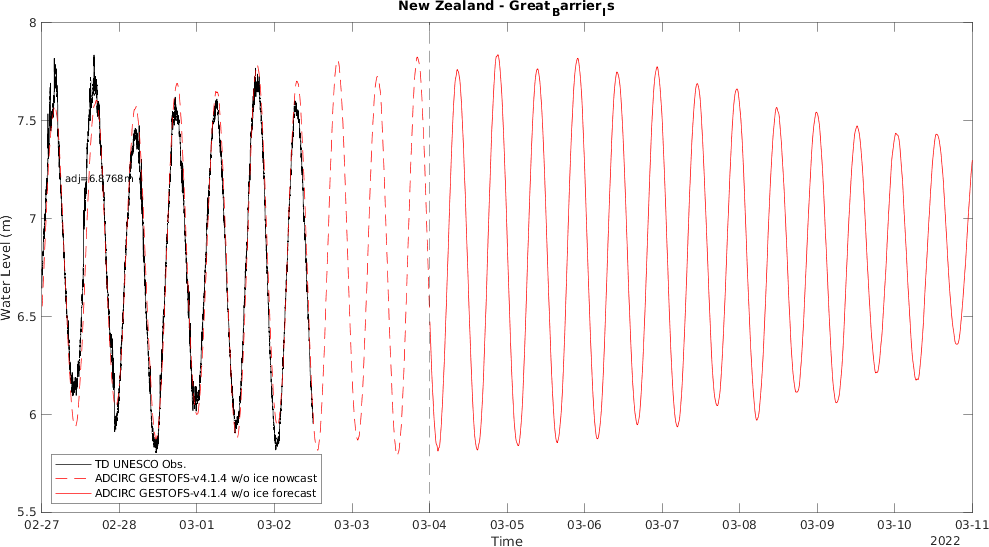 New Zealand - GreatBarrierIs
8
7.5
7
6.5
6
5.5
Water Level (m)
adj=6.8768m
TD UNESCO Obs.
ADCIRC GESTOFS-v4.1.4 w/o ice nowcast
ADCIRC GESTOFS-v4.1.4 w/o ice forecast
02-27 02-28 03-01 03-02 03-03 03-04 03-05 03-06 03-07 03-08 03-09 03-10 03-11
Time
2022